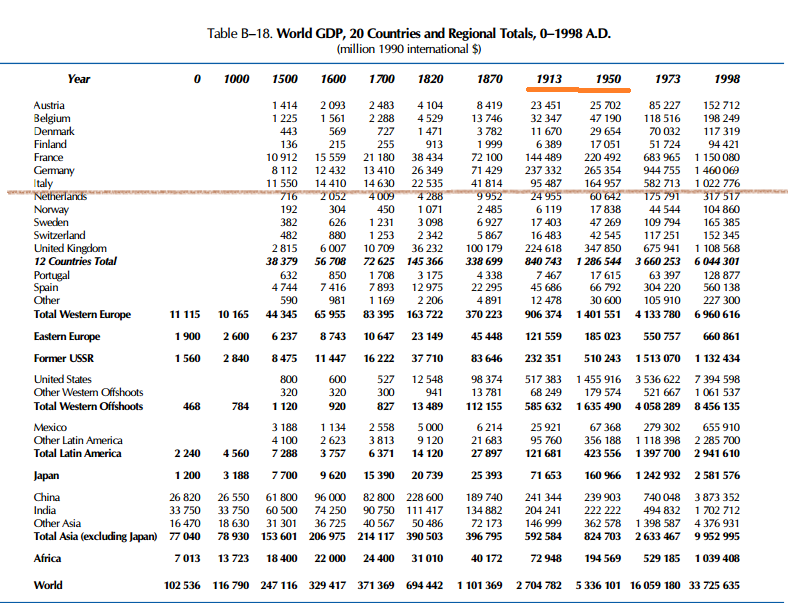 Table B–18. World GDP, 20 Countries and Regional Totals, 0–1998 A.D.
(million 1990 international $)
Year 0 1000 1500 1600 1700 1820 1870 1913 1950 1973 1998
Austria 1 414 2 093 2 483 4 104 8 419 23 451 25 702 85 227 152 712
Belgium 1 225 1 561 2 288 4 529 13 746 32 347 47 190 118 516 198 249
Denmark 443 569 727 1 471 3 782 11 670 29 654 70 032 117 319
Finland 136 215 255 913 1 999 6 389 17 051 51 724 94 421
France 10 912 15 559 21 180 38 434 72 100 144 489 220 492 683 965 1 150 080
Germany 8 112 12 432 13 410 26 349 71 429 237 332 265 354 944 755 1 460 069
Italy 11 550 14 410 14 630 22 535 41 814 95 487 164 957 582 713 1 022 776
Netherlands 716 2 052 4 009 4 288 9 952 24 955 60 642 175 791 317 517
Norway 192 304 450 1 071 2 485 6 119 17 838 44 544 104 860
Sweden 382 626 1 231 3 098 6 927 17 403 47 269 109 794 165 385
Switzerland 482 880 1 253 2 342 5 867 16 483 42 545 117 251 152 345
United Kingdom 2 815 6 007 10 709 36 232 100 179 224 618 347 850 675 941 1 108 568
12 Countries Total 38 379 56 708 72 625 145 366 338 699 840 743 1 286 544 3 660 253 6 044 301
Portugal 632 850 1 708 3 175 4 338 7 467 17 615 63 397 128 877
Spain 4 744 7 416 7 893 12 975 22 295 45 686 66 792 304 220 560 138
Other 590 981 1 169 2 206 4 891 12 478 30 600 105 910 227 300
Total Western Europe 11 115 10 165 44 345 65 955 83 395 163 722 370 223 906 374 1 401 551 4 133 780 6 960 616
Eastern Europe 1 900 2 600 6 237 8 743 10 647 23 149 45 448 121 559 185 023 550 757 660 861
Former USSR 1 560 2 840 8 475 11 447 16 222 37 710 83 646 232 351 510 243 1 513 070 1 132 434
United States 800 600 527 12 548 98 374 517 383 1 455 916 3 536 622 7 394 598
Other Western Offshoots 320 320 300 941 13 781 68 249 179 574 521 667 1 061 537
Total Western Offshoots 468 784 1 120 920 827 13 489 112 155 585 632 1 635 490 4 058 289 8 456 135
Mexico 3 188 1 134 2 558 5 000 6 214 25 921 67 368 279 302 655 910
Other Latin America 4 100 2 623 3 813 9 120 21 683 95 760 356 188 1 118 398 2 285 700
Total Latin America 2 240 4 560 7 288 3 757 6 371 14 120 27 897 121 681 423 556 1 397 700 2 941 610
Japan 1 200 3 188 7 700 9 620 15 390 20 739 25 393 71 653 160 966 1 242 932 2 581 576
China 26 820 26 550 61 800 96 000 82 800 228 600 189 740 241 344 239 903 740 048 3 873 352
India 33 750 33 750 60 500 74 250 90 750 111 417 134 882 204 241 222 222 494 832 1 702 712
Other Asia 16 470 18 630 31 301 36 725 40 567 50 486 72 173 146 999 362 578 1 398 587 4 376 931
Total Asia (excluding Japan) 77 040 78 930 153 601 206 975 214 117 390 503 396 795 592 584 824 703 2 633 467 9 952 995
Africa 7 013 13 723 18 400 22 000 24 400 31 010 40 172 72 948 194 569 529 185 1 039 408
World 102 536 116 790 247 116 329 417 371 369 694 442 1 101 369 2 704 782 5 336 101 16 059 180 33 725 635